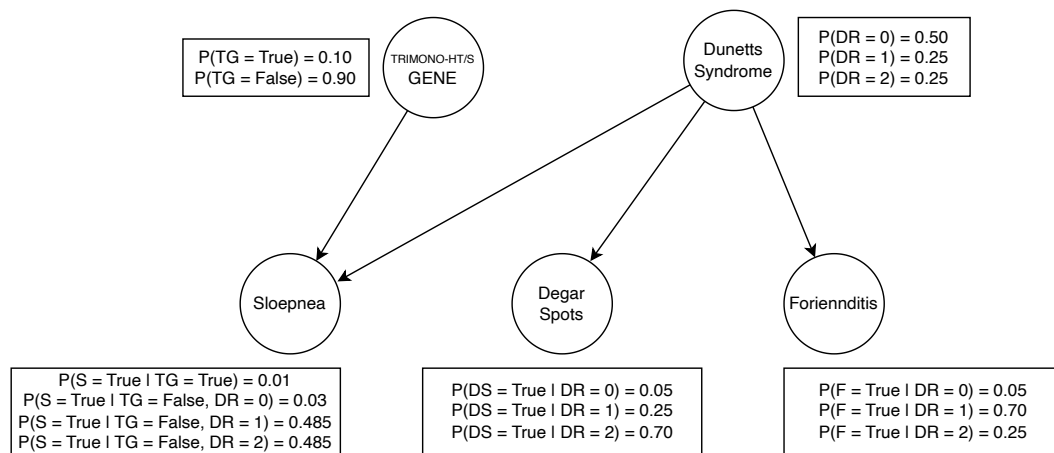 P(TG = True) = 0.10
P(TG = False) = 0.90
TRIMONO-HT/S
GENE
Dunetts
Syndrome
P(DR = 0) = 0.50
P(DR = 1) = 0.25
P(DR = 2) = 0.25
Sloepnea
Degar
Spots
Foriennditis
P(S = True | TG = True) = 0.01
P(S = True | TG = False, DR = 0) = 0.03
P(S = True | TG = False, DR = 1) = 0.485
P(S = True | TG = False, DR = 2) = 0.485
P(DS = True | DR = 0) = 0.05
P(DS = True | DR = 1) = 0.25
P(DS = True | DR = 2) = 0.70
P(F = True | DR = 0) = 0.05
P(F = True | DR = 1) = 0.70
P(F = True | DR = 2) = 0.25